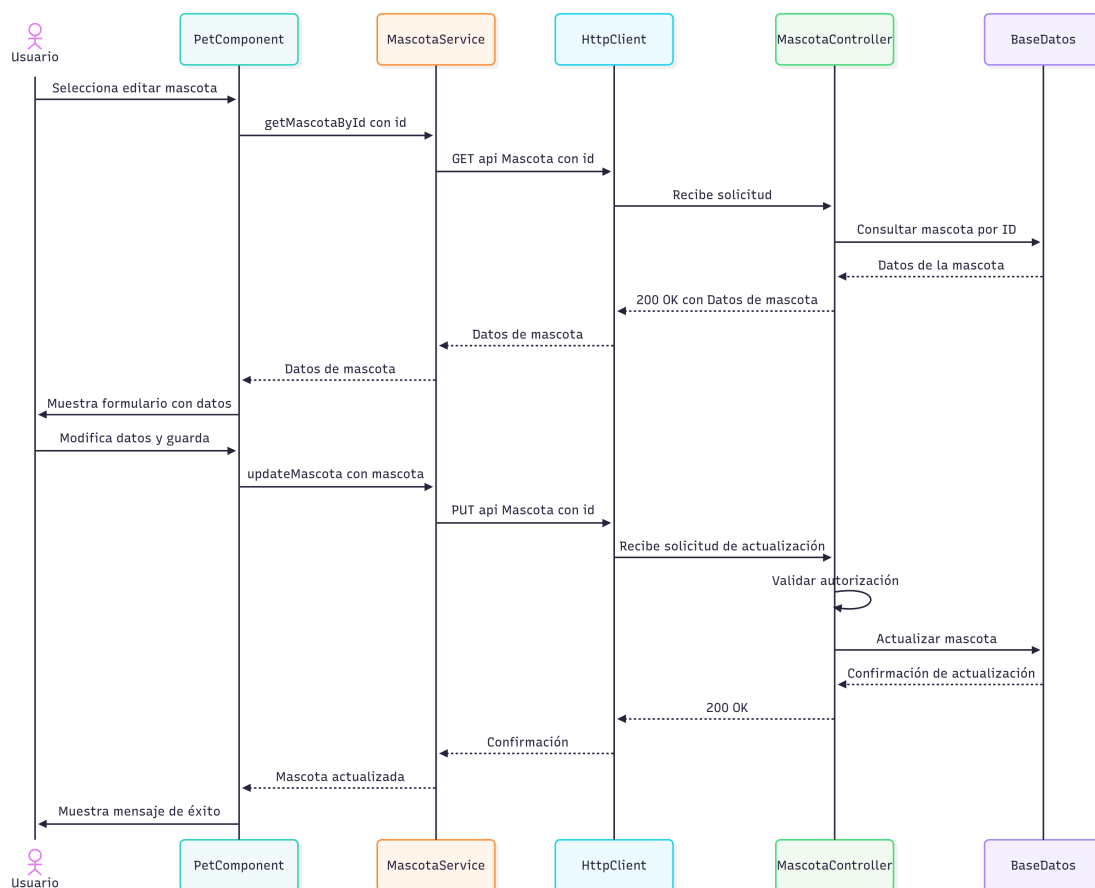 Usuario
PetComponent
MascotaService
HttpClient
MascotaController
BaseDatos
Selecciona editar mascota
getMascotaById con id
GET api Mascota con id
Recibe solicitud
Consultar mascota por ID
Datos de la mascota
200 OK con Datos de mascota
Datos de mascota
Datos de mascota
Muestra formulario con datos
Modifica datos y guarda
updateMascota con mascota
PUT api Mascota con id
Recibe solicitud de actualización
Validar autorización
Actualizar mascota
Confirmación de actualización
200 OK
Confirmación
Mascota actualizada
Muestra mensaje de éxito
Usuario
PetComponent
MascotaService
HttpClient
MascotaController
BaseDatos